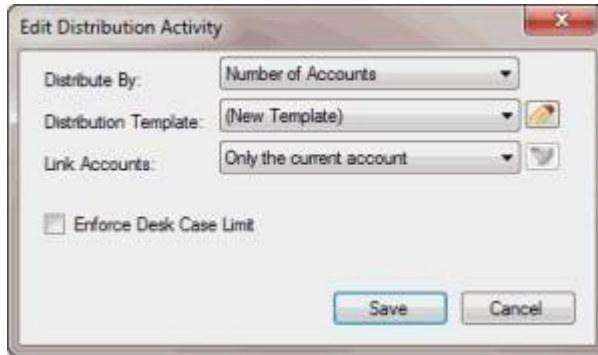 Edit Distribution Activity
Distribute By: Number of Accounts
Distribution Template: (New Template)
Link Accounts: Only the current account
Enforce Desk Case Limit
Save Cancel